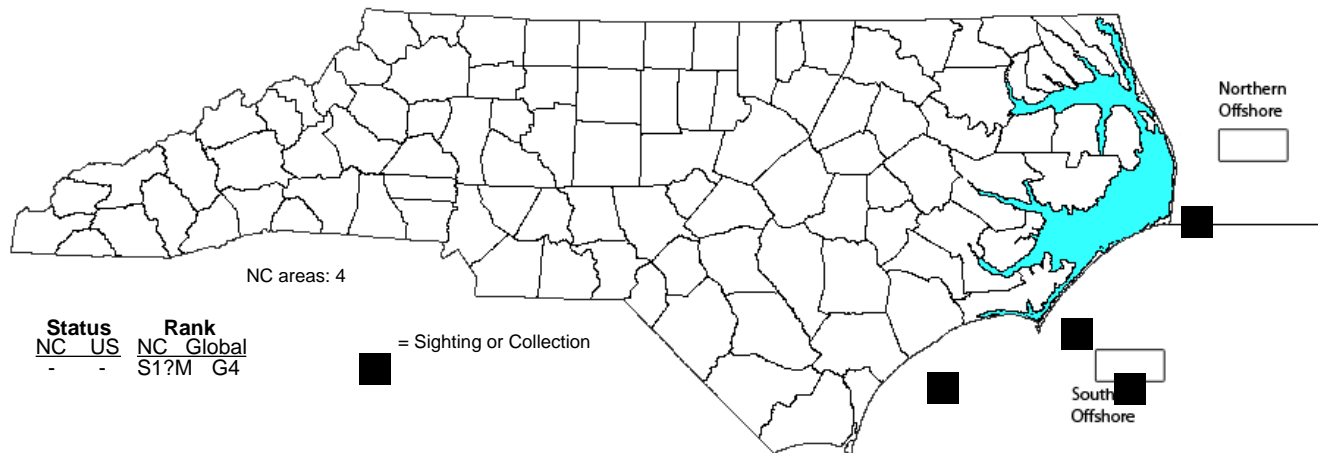 Northern
Offshore
NC areas: 4
Status Rank
NC US NC Global
- - S1?M G4
= Sighting or Collection
Offshore